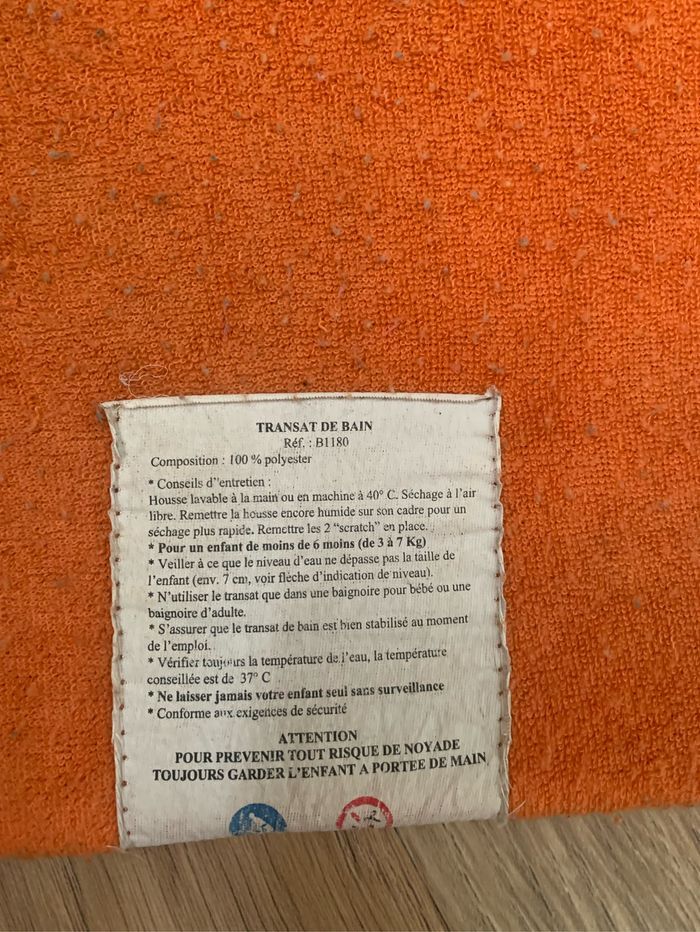 TRANSAT DE BAIN
Réf. : B1180
Composition : 100 % polyester
* Conseils d''entretien :
Housse lavable à la main ou en machine à 40° C. Séchage à l'air
libre. Remettre la housse encore humide sur son cadre pour un
séchage plus rapide. Remettre les 2 "scratch" en place.
* Pour un enfant de moins de 6 moins (de 3 à 7 Kg)
* Veiller à ce que le niveau d'eau ne dépasse pas la taille de
l'enfant (env. 7 cm, voir flèche d'indication de niveau).
* N'utiliser le transat que dans une baignoire pour bébé ou une
baignoire d'adulte.
* S'assurer que le transat de bain est bien stabilisé au moment
de l'emploi.
* Vérifier toujours la température de l'eau, la température
conseillée est de 37° C
* Ne laisser jamais votre enfant seul sans surveillance
* Conforme aux exigences de sécurité
ATTENTION
POUR PREVENIR TOUT RISQUE DE NOYADE
TOUJOURS GARDER L'ENFANT A PORTEE DE MAIN